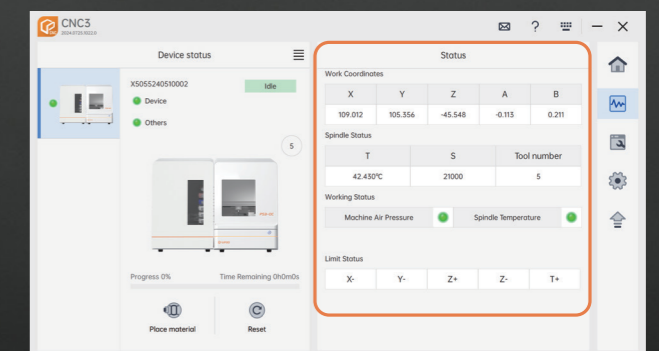 CNC3
Device status
X5055240510002
Idle
Device
Others
5
Progress 0%
Time Remaining 0h0m0s
Place material
Reset
Status
Work Coordinates
X Y Z A B
109.012 105.356 -45.548 -0.113 0.211
Spindle Status
T S Tool number
42.430℃ 21000 5
Working Status
Machine Air Pressure Spindle Temperature
Limit Status
X- Y- Z+ Z- T+